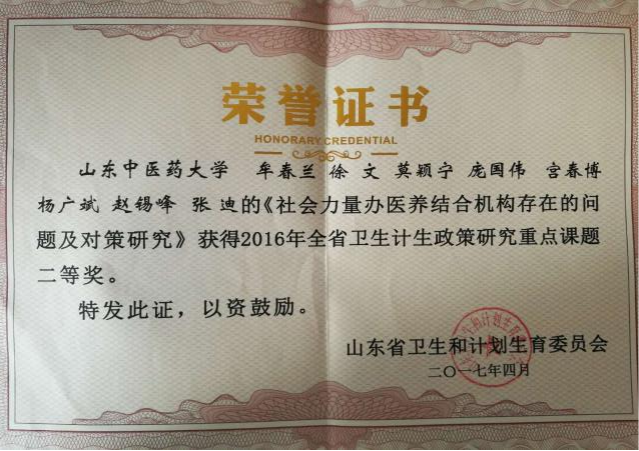 荣誉证书
HONORARY CREDENTIAL
山东中医药大学 牟春兰 徐 文 莫颖宁 庞国伟 宫春博
杨广斌 赵锡峰 张 迪的《社会力量办医养结合机构存在的问
题及对策研究》获得2016年全省卫生计生政策研究重点课题
二等奖。
特发此证，以资鼓励。
山东省卫生和计划生育委员会
二〇一七年四月